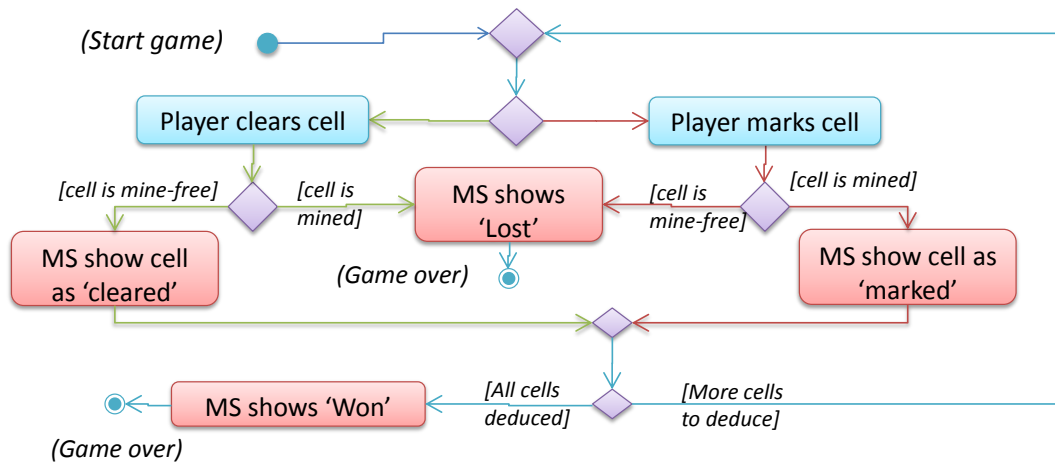 (Start game)
Player clears cell
Player marks cell
[cell is mine-free]
[cell is
mined]
MS shows
‘Lost’
[cell is
mine-free]
[cell is mined]
MS show cell
as ‘cleared’
(Game over)
MS show cell as
‘marked’
MS shows ‘Won’
[All cells
deduced]
[More cells
to deduce]
(Game over)